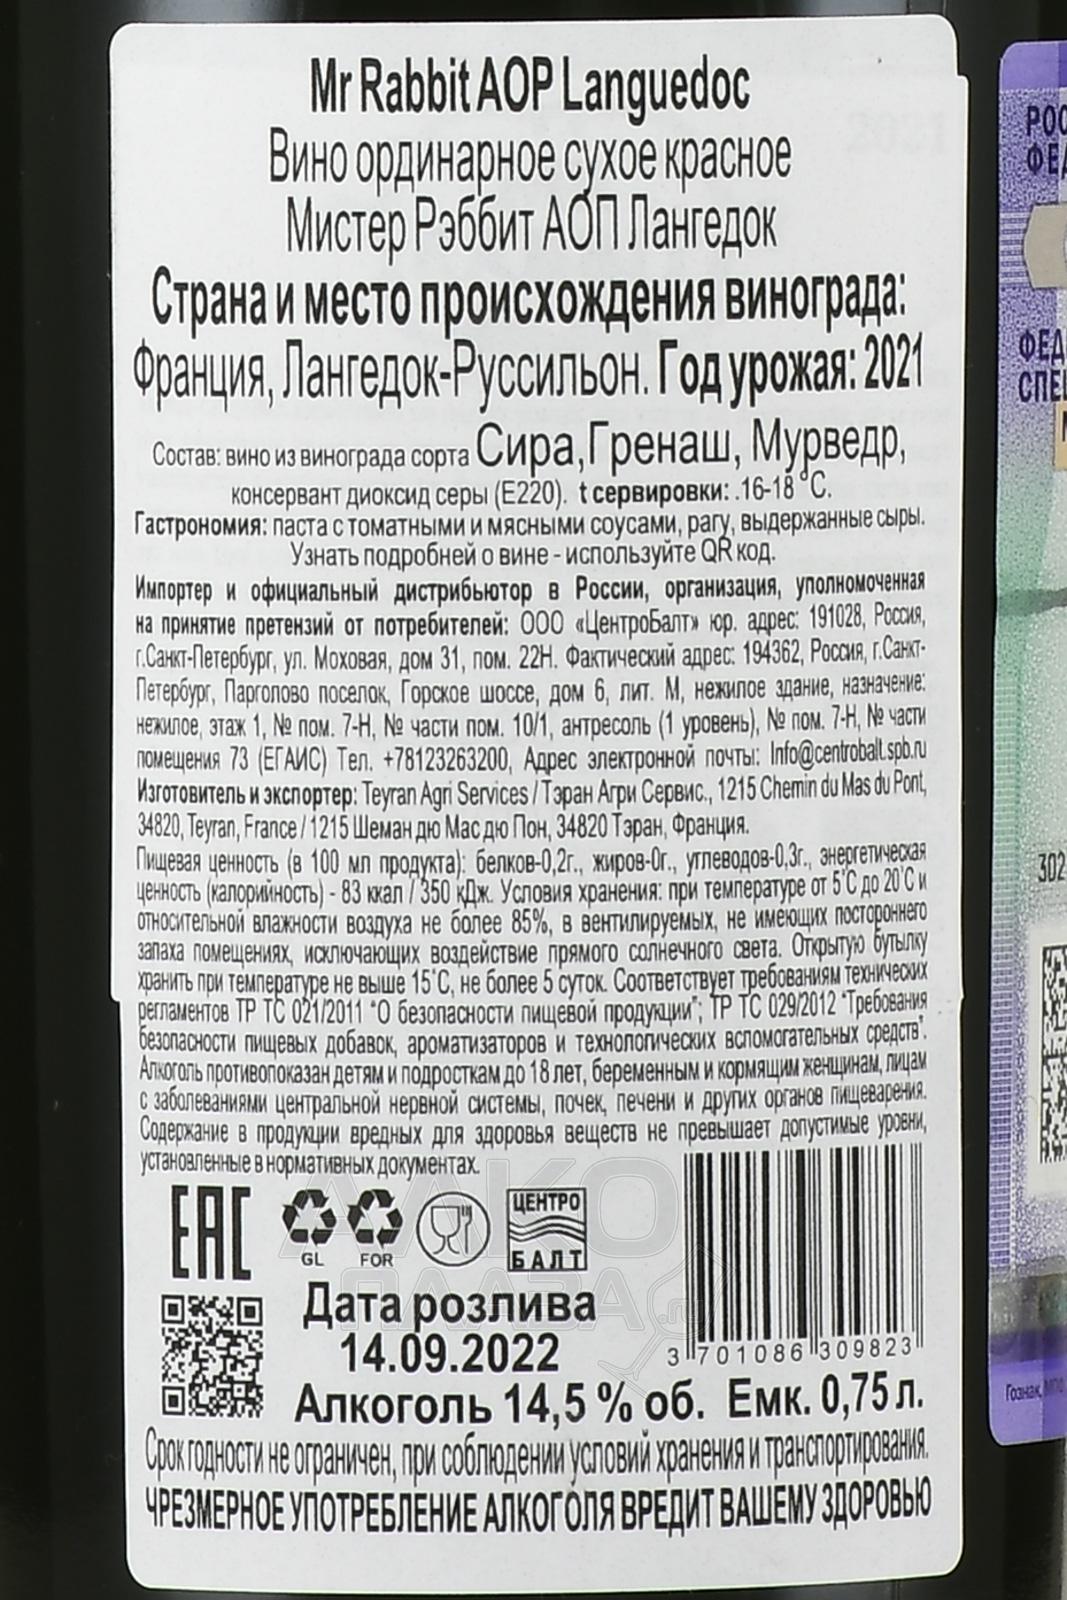 Mr Rabbit AOP Languedoc
Вино ординарное сухое красное
Мистер Рэббит АОП Лангедок
Страна и место происхождения винограда:
Франция, Лангедок-Руссильон. Год урожая: 2021
Состав: вино из винограда сорта Сира,Гренаш, Мурведр,
консервант диоксид серы (Е220). t сервировки: .16-18 °С.
Гастрономия: паста с томатными и мясными соусами, рагу, выдержанные сыры.
Узнать подробней о вине - используйте QR код.
Импортер и официальный дистрибьютор в России, организация, уполномоченная
на принятие претензий от потребителей: ООО «ЦентроБалт» юр. адрес: 191028, Россия,
г.Санкт-Петербург, ул. Моховая, дом 31, пом. 22Н. Фактический адрес: 194362, Россия, г.Санкт-
Петербург, Парголово поселок, Горское шоссе, дом 6, лит. М, нежилое здание, назначение:
нежилое, этаж 1, № пом. 7-Н, № части пом. 10/1, антресоль (1 уровень), № пом. 7-Н, № части
помещения 73 (ЕГАИС) Тел. +78123263200, Адрес электронной почты: Info@centrobalt.spb.ru
Изготовитель и экспортер: Teyran Agri Services / Тэран Агри Сервис., 1215 Chemin du Mas du Pont,
34820, Teyran, France / 1215 Шеман дю Мас дю Пон, 34820 Тэран, Франция.
Пищевая ценность (в 100 мл продукта): белков-0,2г., жиров-0г., углеводов-0,3г., энергетическая
ценность (калорийность) - 83 ккал / 350 кДж. Условия хранения: при температуре от 5°С до 20°С и
относительной влажности воздуха не более 85%, в вентилируемых, не имеющих постороннего
запаха помещениях, исключающих воздействие прямого солнечного света. Открытую бутылку
хранить при температуре не выше 15°С, не более 5 суток. Соответствует требованиям технических
регламентов ТР ТС 021/2011 "О безопасности пищевой продукции"; ТР ТС 029/2012 "Требования
безопасности пищевых добавок, ароматизаторов и технологических вспомогательных средств".
Алкоголь противопоказан детям и подросткам до 18 лет, беременным и кормящим женщинам, лицам
с заболеваниями центральной нервной системы, почек, печени и других органов пищеварения.
Содержание в продукции вредных для здоровья веществ не превышает допустимые уровни,
установленные в нормативных документах.
ЕАС
GL
FOR
ЦЕНТРО
БАЛТ
Дата розлива
14.09.2022
3 701086 309823
Алкоголь 14,5 % об. Емк. 0,75 л.
Срок годности не ограничен, при соблюдении условий хранения и транспортирования.
ЧРЕЗМЕРНОЕ УПОТРЕБЛЕНИЕ АЛКОГОЛЯ ВРЕДИТ ВАШЕМУ ЗДОРОВЬЮ
АЛКО
ПЛАЗА
.ru
РОС
ФЕД
ФЕД
СПЕЦ
302
Гознак